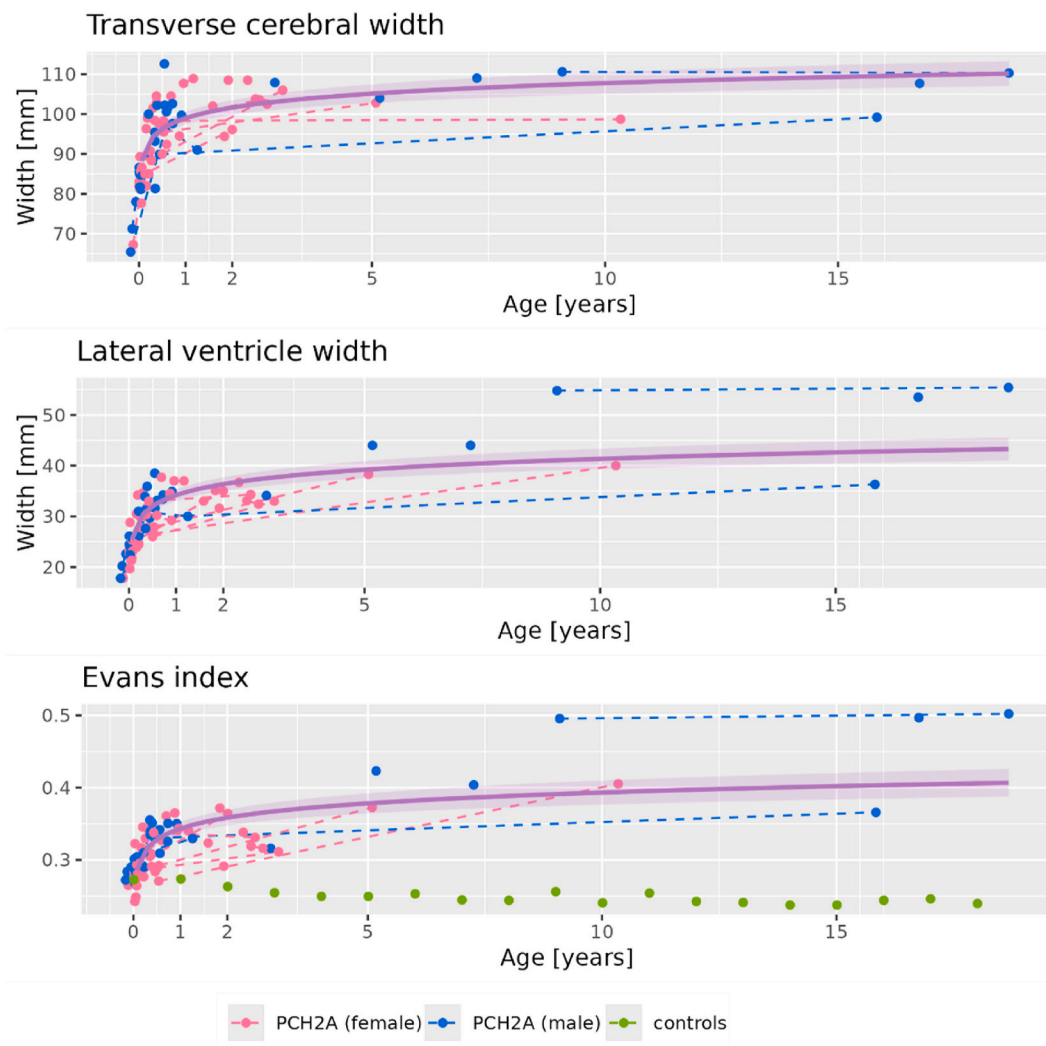 Transverse cerebral width
110
100
90
80
70
Width [mm]
0 1 2 5 10 15
Age [years]
Lateral ventricle width
50
40
30
20
Width [mm]
0 1 2 5 10 15
Age [years]
Evans index
0.5
0.4
0.3
0 1 2 5 10 15
Age [years]
PCH2A (female) PCH2A (male) controls